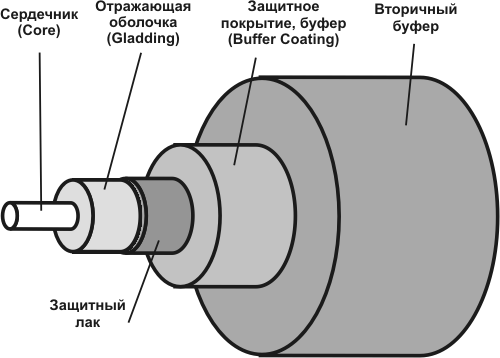 Сердечник
(Core)
Отражающая
оболочка
(Gladding)
Защитное
покрытие, буфер
(Buffer Coating)
Вторичный
буфер
Защитный
лак